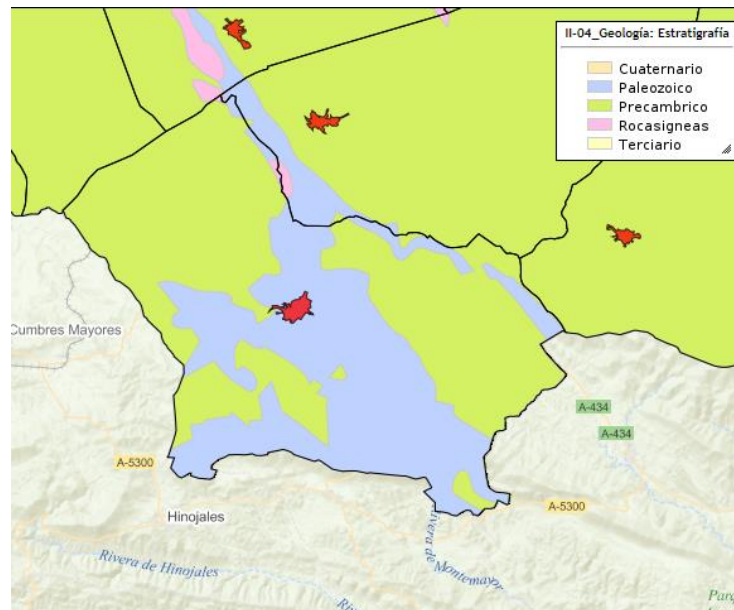 II-04_Geología: Estratigrafía
Cuaternario
Paleozoico
Precambrico
Rocasigneas
Terciario
Cumbres Mayores
A-434
A-434
A-5300
A-5300
Hinojales
Rivera de Hinojales
Rivera de
Montemayor